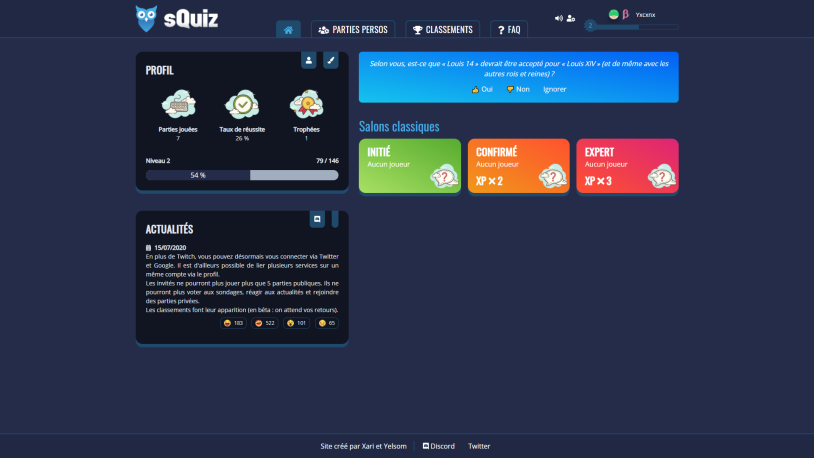 sQuiz
PARTIES PERSOS
CLASSEMENTS
? FAQ
β
Yxcxnx
2
PROFIL
Parties jouées
7
Taux de réussite
26 %
Trophées
1
Niveau 2
79 / 146
54 %
Selon vous, est-ce que « Louis 14 » devrait être accepté pour « Louis XIV » (et de même avec les
autres rois et reines) ?
Oui
Non
Ignorer
Salons classiques
INITIÉ
Aucun joueur
?
CONFIRMÉ
Aucun joueur
XP × 2
?
EXPERT
Aucun joueur
XP × 3
?
ACTUALITÉS
15/07/2020
En plus de Twitch, vous pouvez désormais vous connecter via Twitter
et Google. Il est d'ailleurs possible de lier plusieurs services sur un
même compte via le profil.
Les invités ne pourront plus jouer plus que 5 parties publiques. Ils ne
pourront plus voter aux sondages, réagir aux actualités et rejoindre
des parties privées.
Les classements font leur apparition (en bêta : on attend vos retours).
183
522
101
65
Site créé par Xari et Yelsom
Discord
Twitter